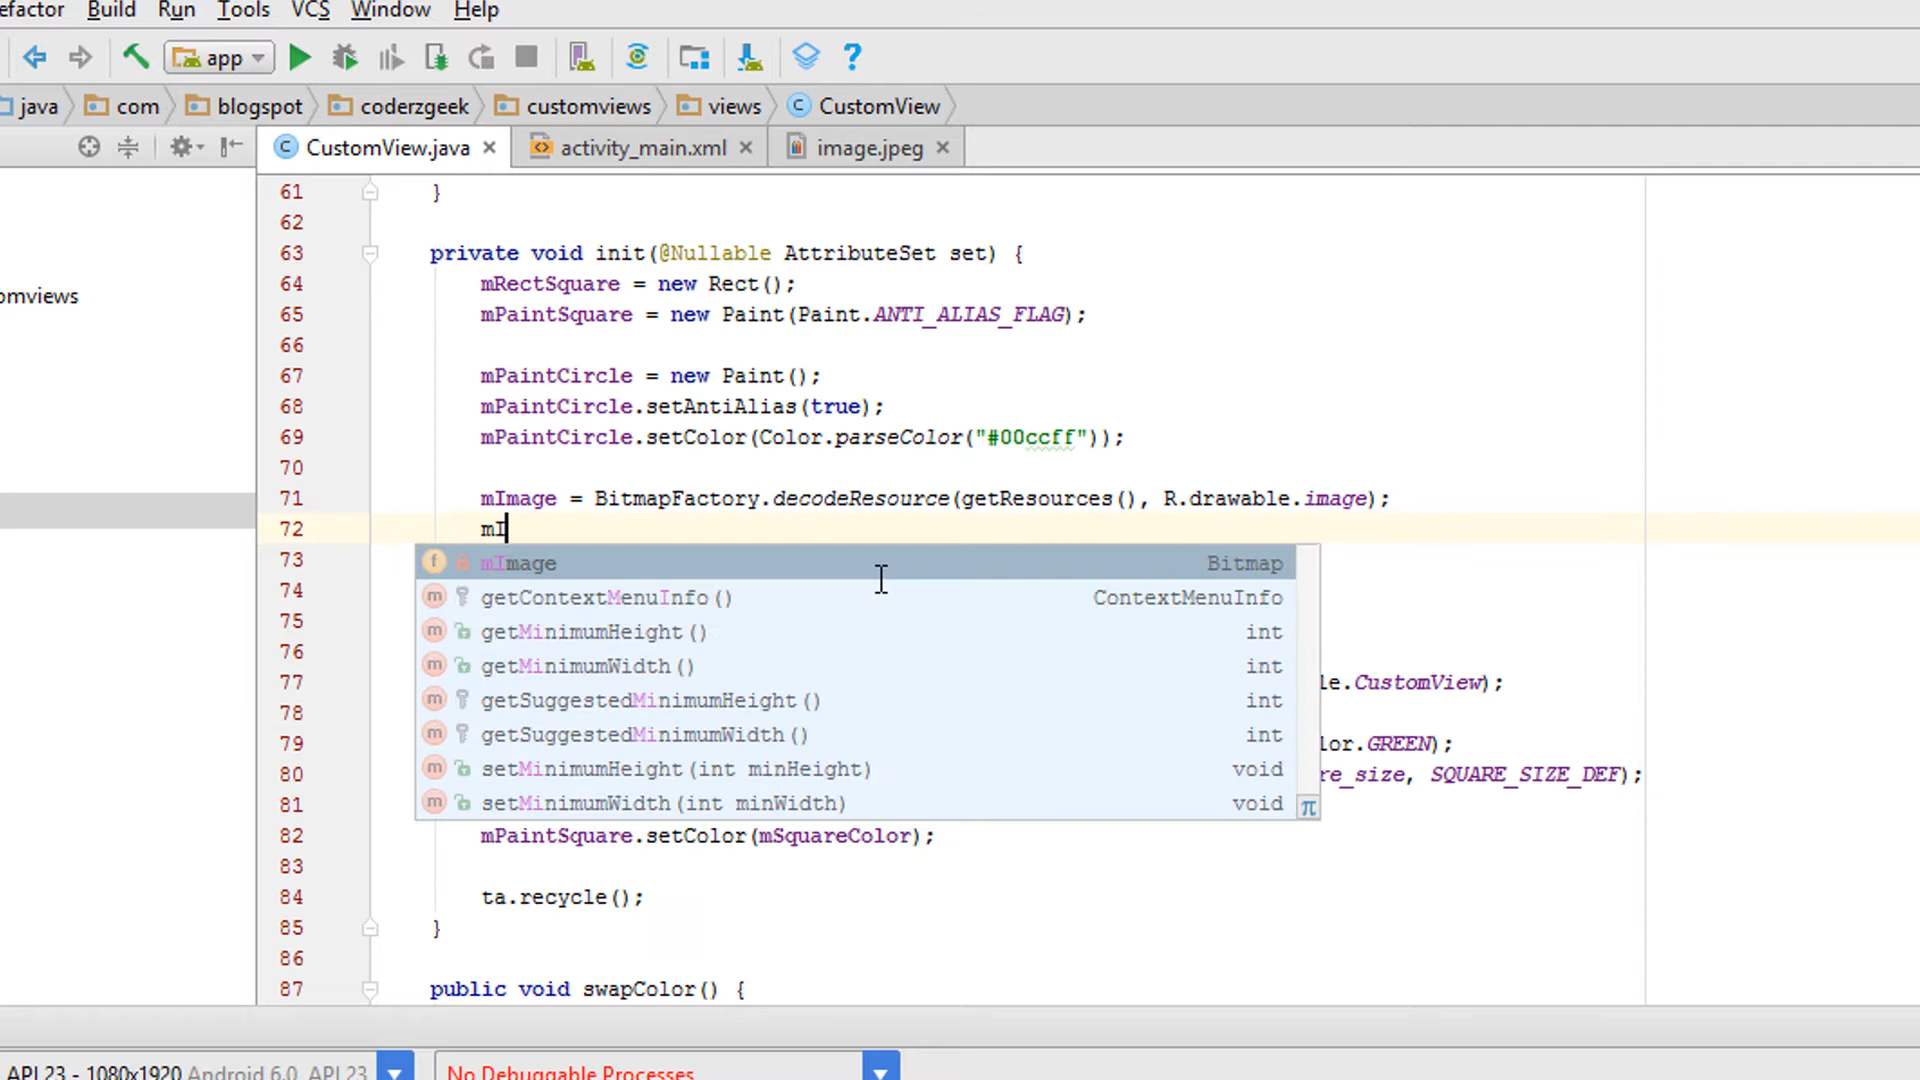 efactor Build Run Tools VCS Window Help
app ?
java com blogspot coderzgeek customviews views C CustomView
C CustomView.java activity_main.xml image.jpeg
omviews
61 }
62
63 private void init(@Nullable AttributeSet set) {
64 mRectSquare = new Rect();
65 mPaintSquare = new Paint(Paint.ANTI_ALIAS_FLAG);
66
67 mPaintCircle = new Paint();
68 mPaintCircle.setAntiAlias(true);
69 mPaintCircle.setColor(Color.parseColor("#00ccff"));
70
71 mImage = BitmapFactory.decodeResource(getResources(), R.drawable.image);
72 mI
73 f mImage Bitmap
74 m getContextMenuInfo() ContextMenuInfo
75 m getMinimumHeight() int
76 m getMinimumWidth() int
77 le.CustomView);
78 m getSuggestedMinimumHeight() int
79 m getSuggestedMinimumWidth() int lor.GREEN);
80 m setMinimumHeight(int minHeight) void re_size, SQUARE_SIZE_DEF);
81 m setMinimumWidth(int minWidth) void π
82 mPaintSquare.setColor(mSquareColor);
83
84 ta.recycle();
85 }
86
87 public void swapColor() {
API 23 - 1080x1920 Android 6.0, API 23 No Debuggable Processes